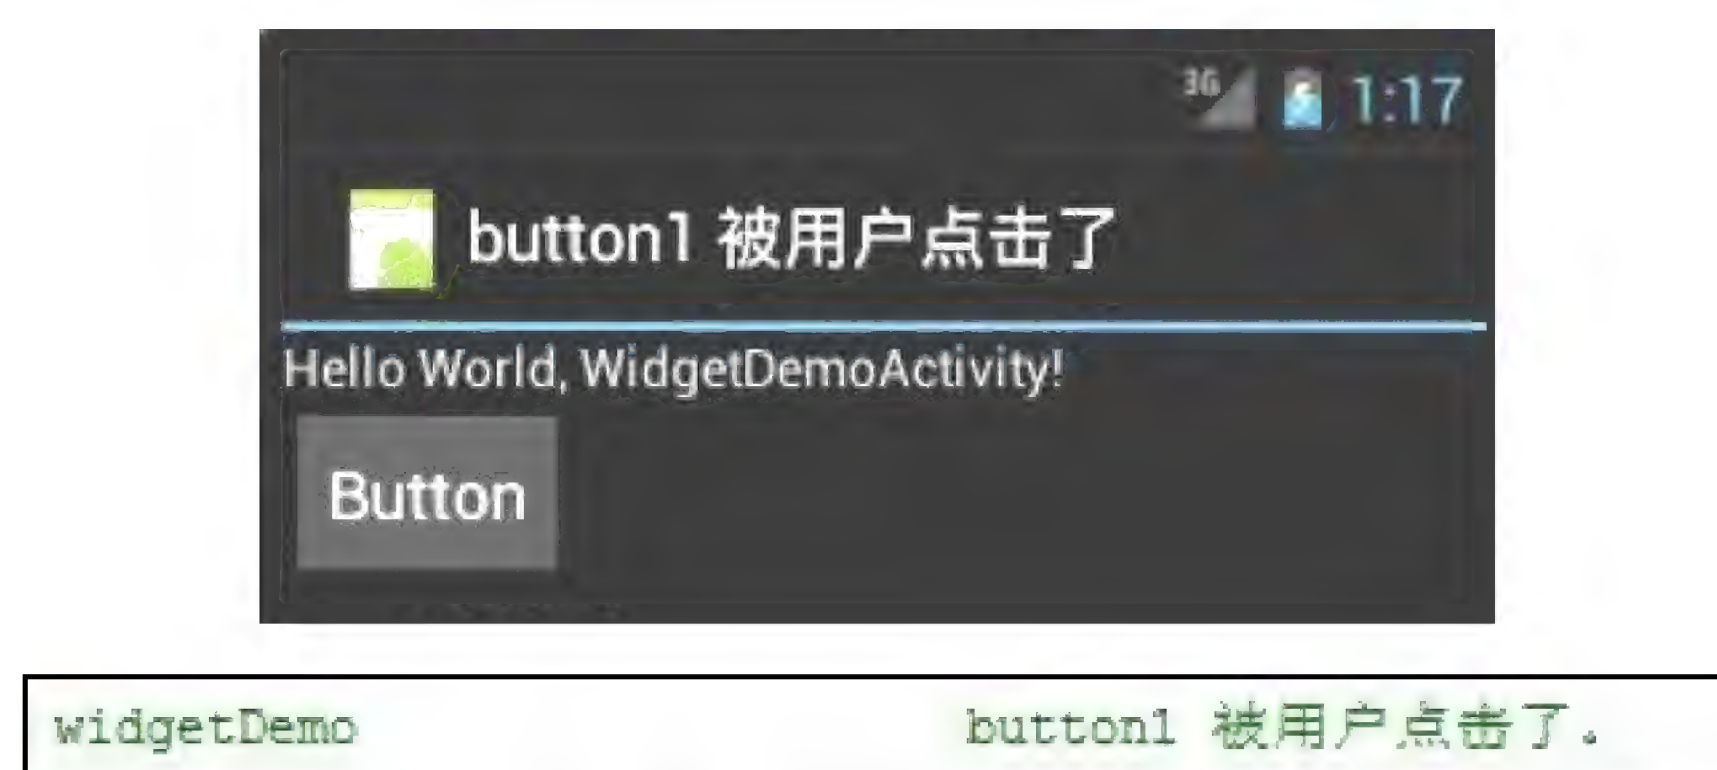 3G 1:17
button1 被用户点击了
Hello World, WidgetDemoActivity!
Button
widgetDemo button1 被用户点击了.